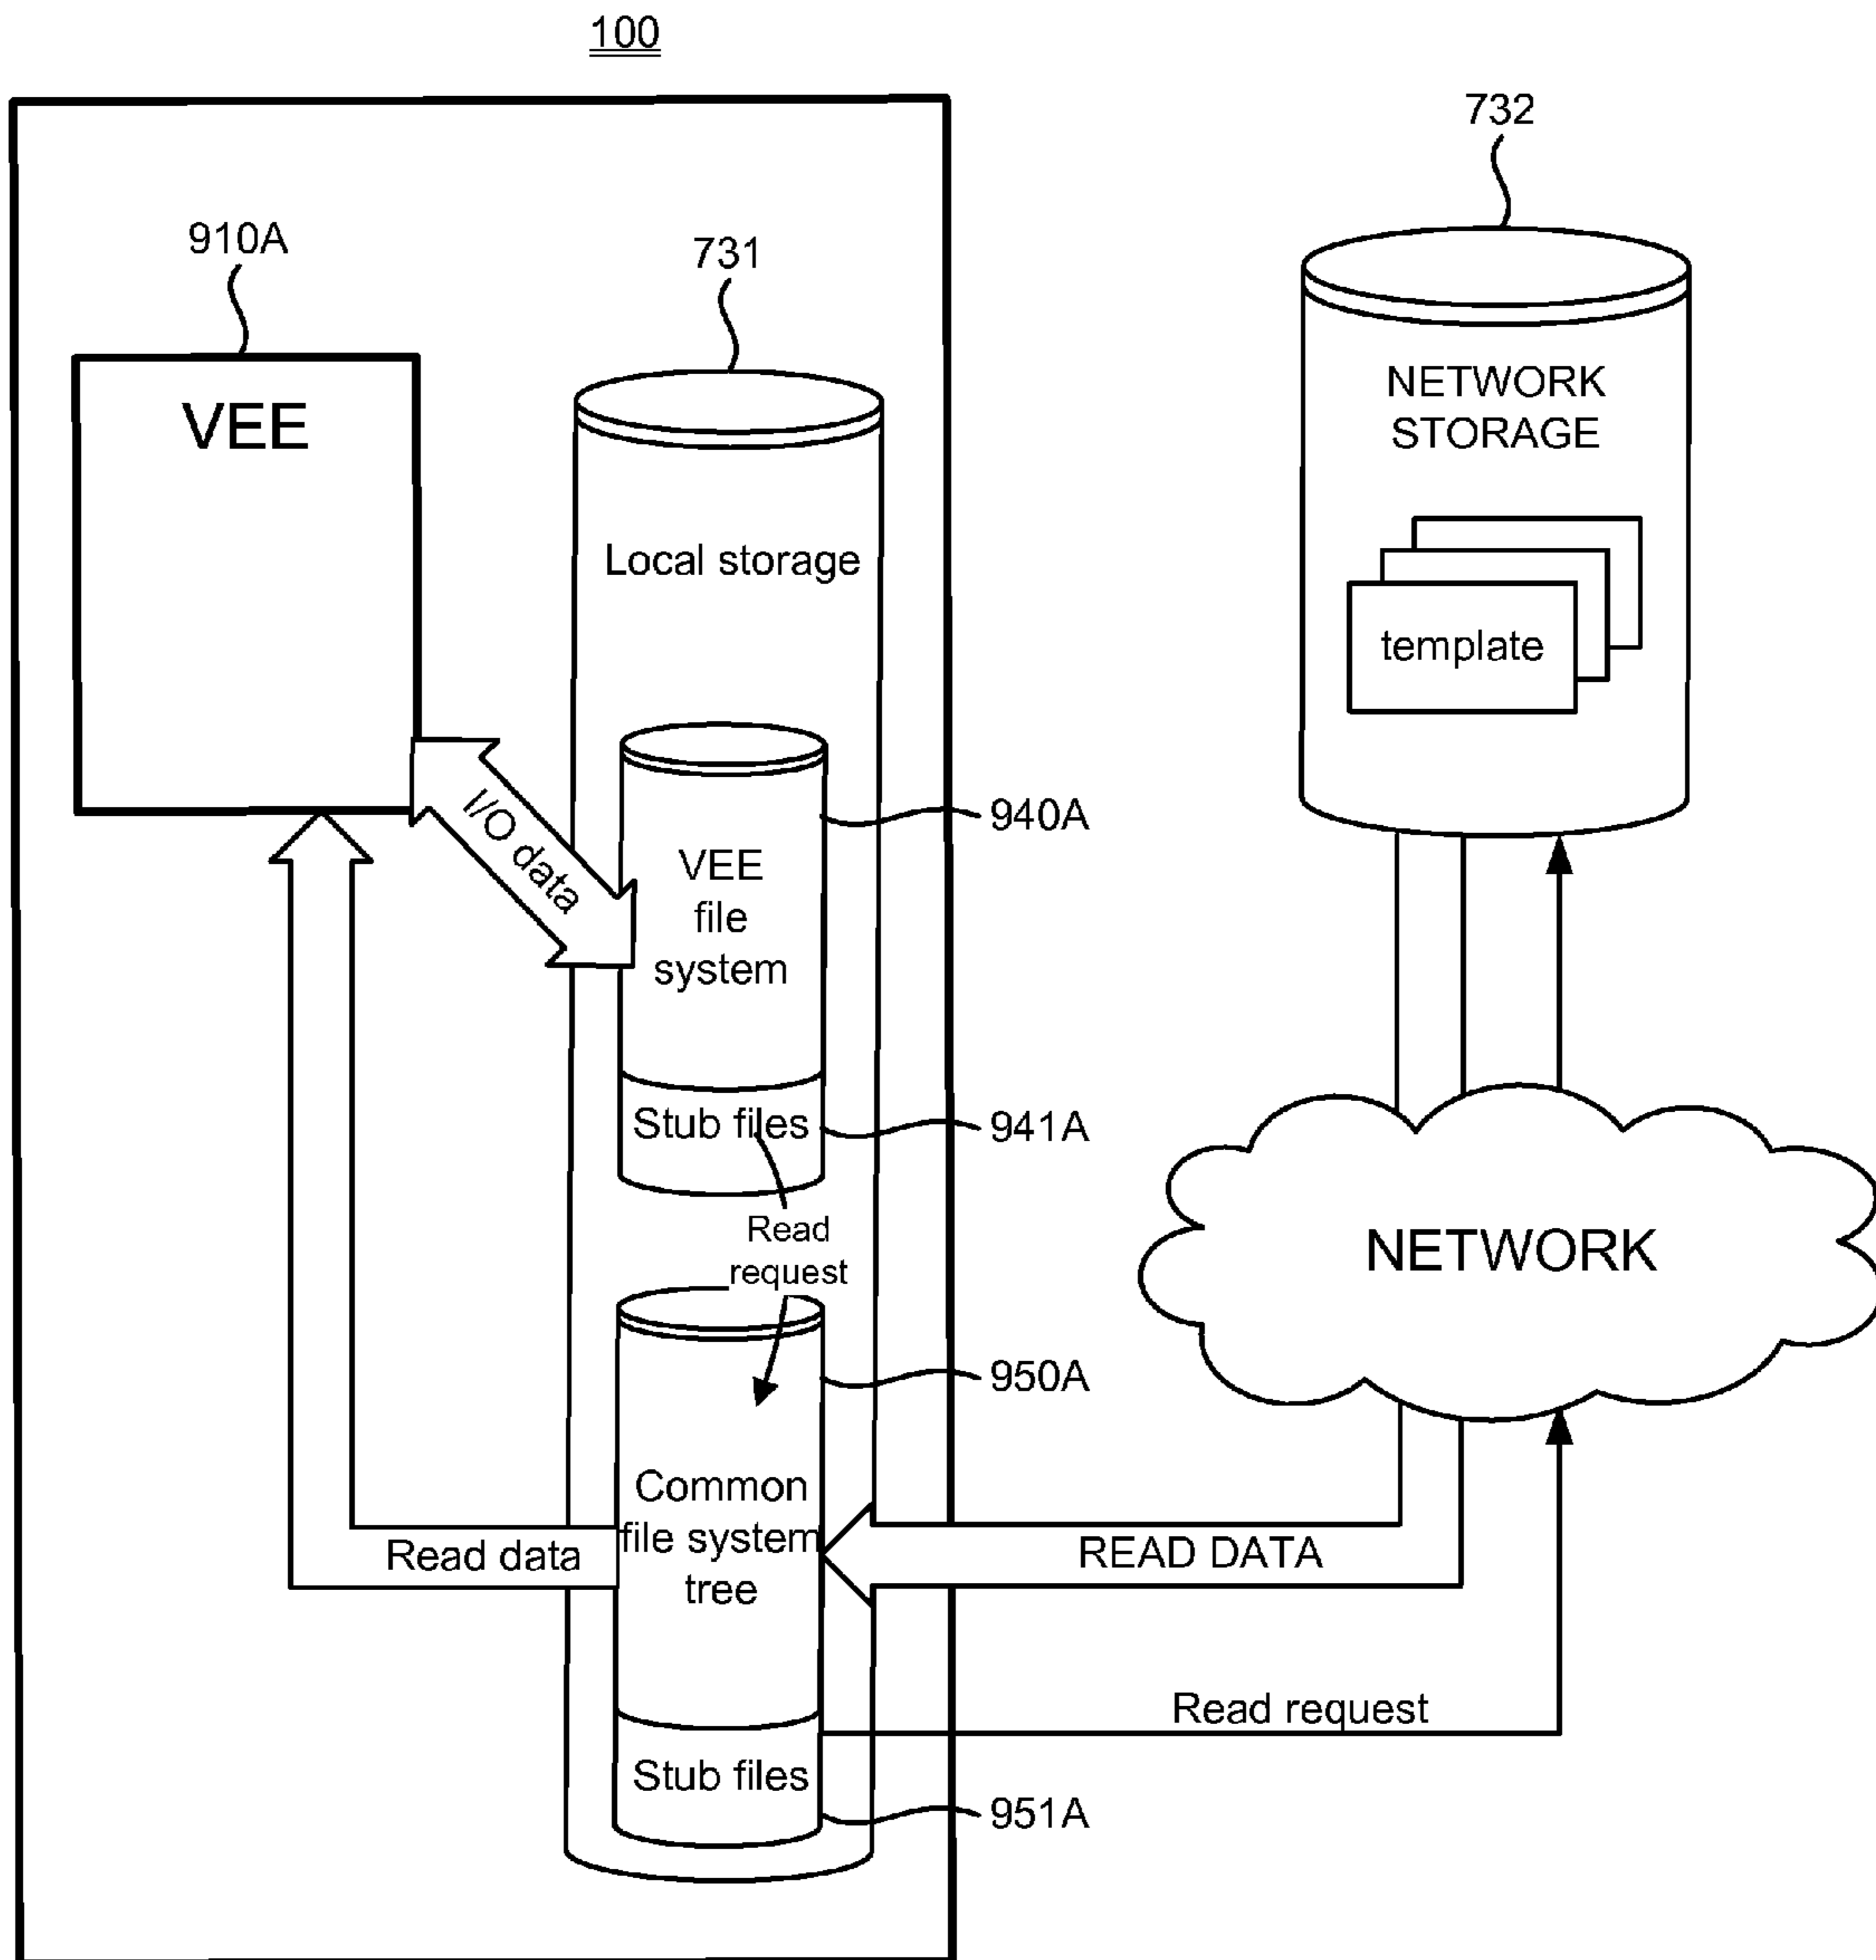 100
732
910A
731
VEE
NETWORK
STORAGE
Local storage
template
I/O data
940A
VEE
file
system
Stub files
941A
Read
request
NETWORK
950A
Common
file system
tree
Read data
READ DATA
Read request
Stub files
951A